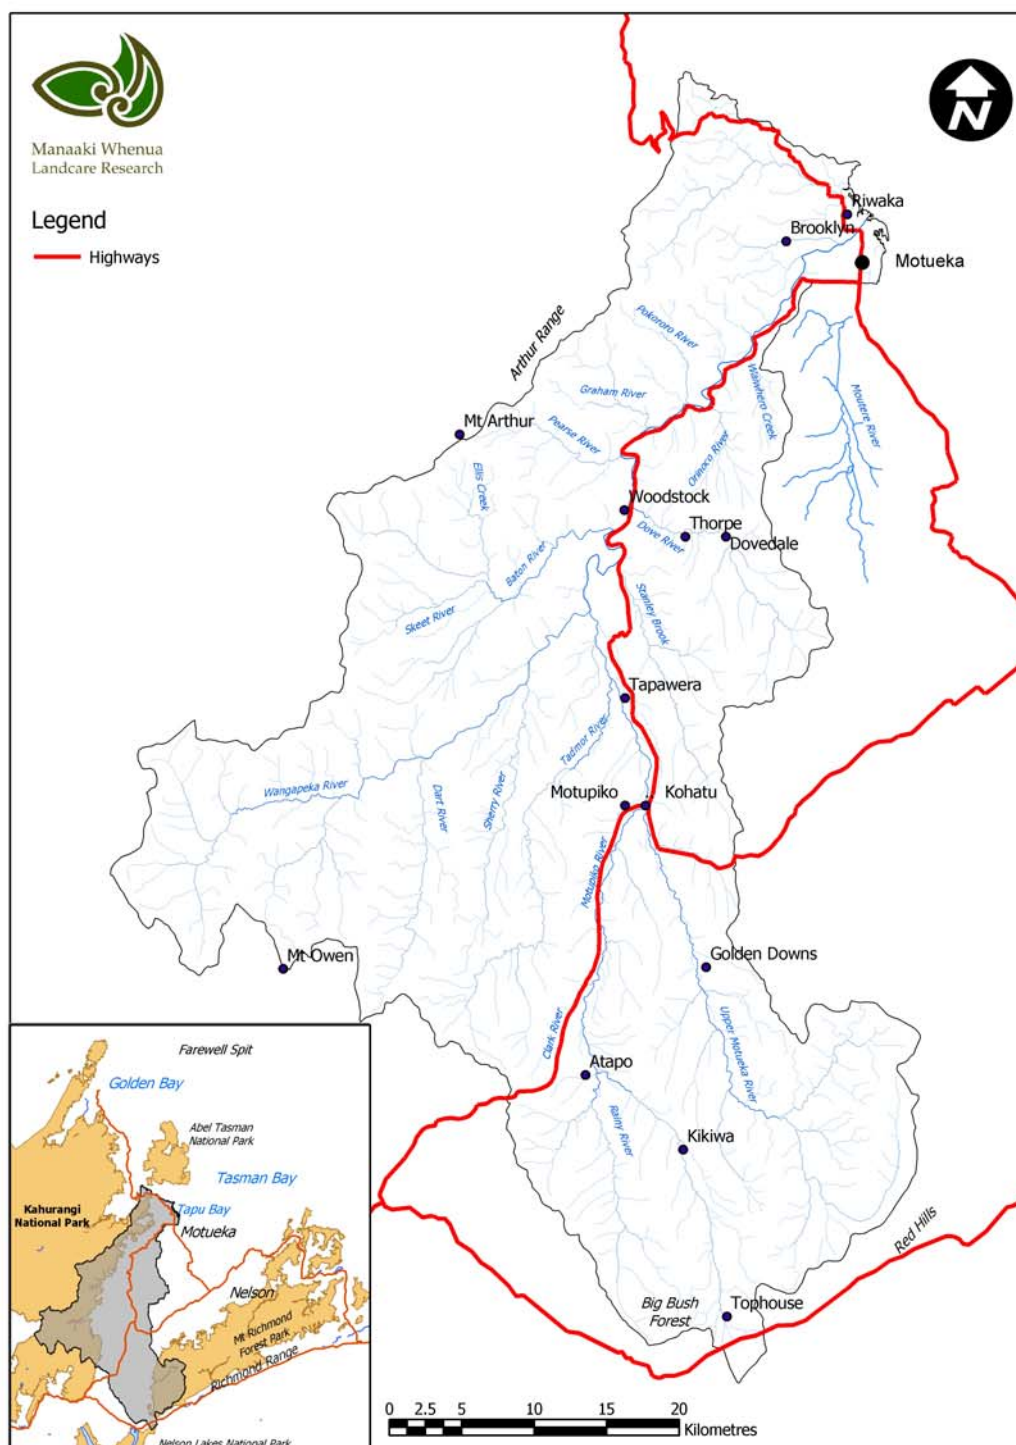 Manaaki Whenua
Landcare Research
N
Legend
Highways
Riwaka
Brooklyn
Motueka
Pokororo River
Arthur Range
Graham River
Waiwhero Creek
Moutere River
Mt Arthur
Pearse River
Orinoco River
Ellis Creek
Woodstock
Thorpe
Dove River
Dovedale
Baton River
Skeet River
Stanley Brook
Tapawera
Tadmor River
Wangapeka River
Dart River
Sherry River
Motupiko
Kohatu
Motupiko River
Mt Owen
Golden Downs
Clark River
Upper Motueka River
Atapo
Rainy River
Kikiwa
Red Hills
Big Bush
Forest
Tophouse
Farewell Spit
Golden Bay
Abel Tasman
National Park
Tasman Bay
Kahurangi
National Park
Tapu Bay
Motueka
Nelson
Mt Richmond
Forest Park
Richmond Range
Nelson Lakes National Park
0 2.5 5 10 15 20
Kilometres